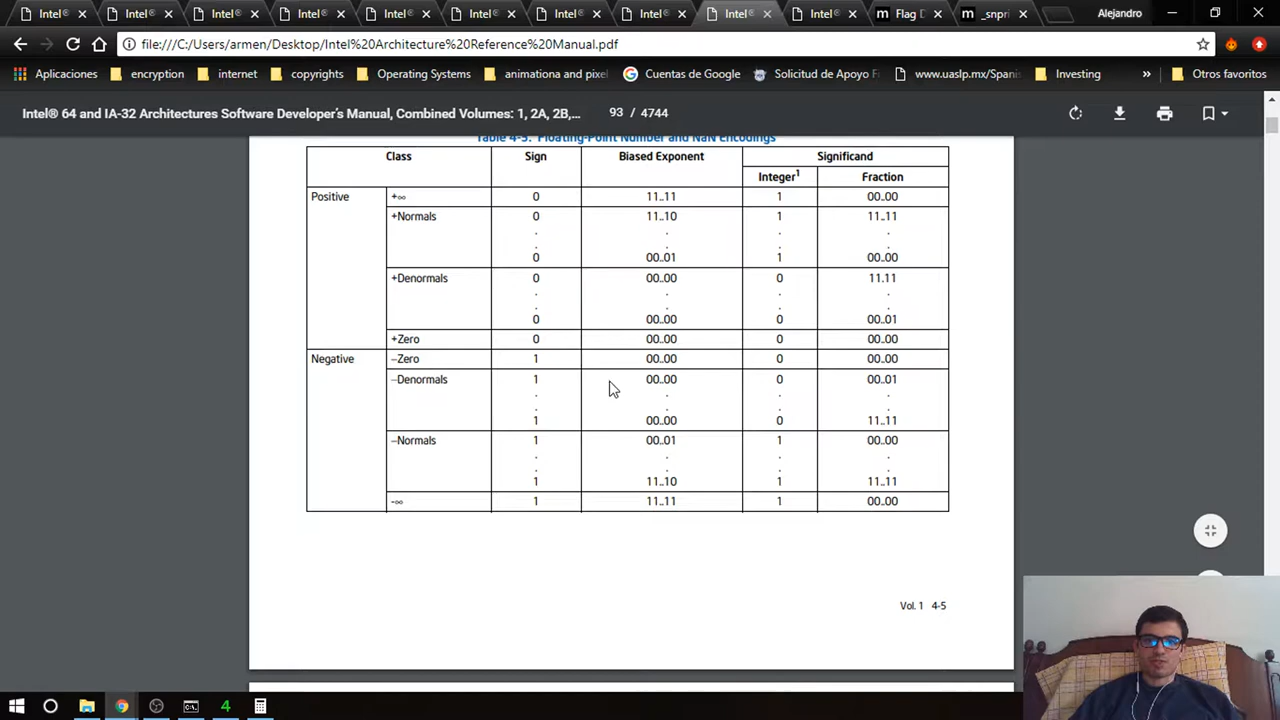 Intel®
Intel®
Intel®
Intel®
Intel®
Intel®
Intel®
Intel®
Intel®
Intel®
Flag D
_snpri
Alejandro
file:///C:/Users/armen/Desktop/Intel%20Architecture%20Reference%20Manual.pdf
Aplicaciones
encryption
internet
copyrights
Operating Systems
animationa and pixel
Cuentas de Google
Solicitud de Apoyo F
www.uaslp.mx/Spanis
Investing
»
Otros favoritos
Intel® 64 and IA-32 Architectures Software Developer's Manual, Combined Volumes: 1, 2A, 2B,...
93 / 4744
Table 4-3. Floating-Point Number and NaN Encodings
Class Sign Biased Exponent Significand
Integer1 Fraction
Positive +∞ 0 11..11 1 00..00
+Normals 0 11..10 1 11..11
. . . .
. . . .
0 00..01 1 00..00
+Denormals 0 00..00 0 11.11
. . . .
. . . .
0 00..00 0 00..01
+Zero 0 00..00 0 00..00
Negative –Zero 1 00..00 0 00..00
–Denormals 1 00..00 0 00..01
. . . .
. . . .
1 00..00 0 11..11
–Normals 1 00..01 1 00..00
. . . .
. . . .
1 11..10 1 11..11
-∞ 1 11..11 1 00..00
Vol. 1 4-5